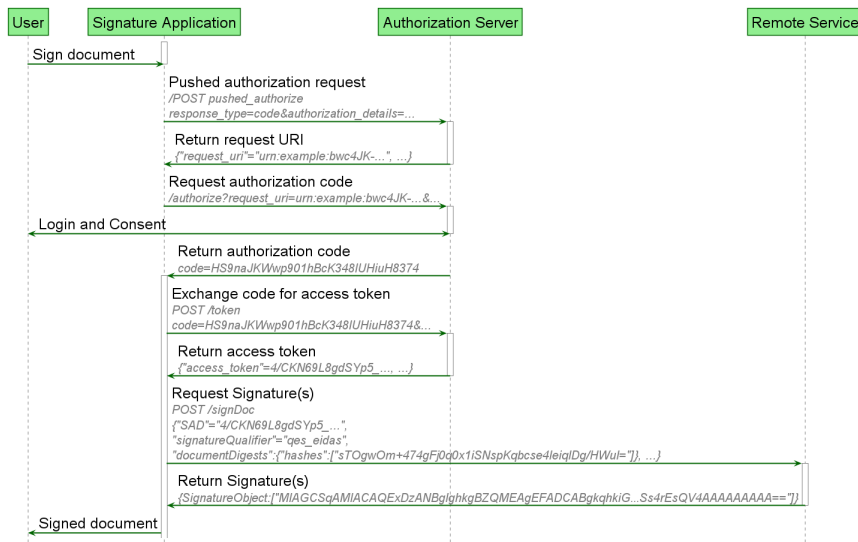 User
Signature Application
Authorization Server
Remote Service
Sign document
Pushed authorization request
/POST pushed_authorize
response_type=code&authorization_details=...
Return request URI
{"request_uri"="urn:example:bwc4JK-...", ...}
Request authorization code
/authorize?request_uri=urn:example:bwc4JK-...&...
Login and Consent
Return authorization code
code=HS9naJKWwp901hBcK348IUHiuH8374
Exchange code for access token
POST /token
code=HS9naJKWwp901hBcK348IUHiuH8374&...
Return access token
{"access_token"=4/CKN69L8gdSYp5_..., ...}
Request Signature(s)
POST /signDoc
{"SAD"="4/CKN69L8gdSYp5_...",
"signatureQualifier"="qes_eidas",
"documentDigests":{"hashes":["sTOgwOm+474gFj0q0x1iSNspKqbcse4IeiqlDg/HWuI="]}, ...}
Return Signature(s)
{SignatureObject:["MIAGCSqAMIACAQExDzANBglghkgBZQMEAgEFADCABgkqhkiG...Ss4rEsQV4AAAAAAAAA=="]}
Signed document